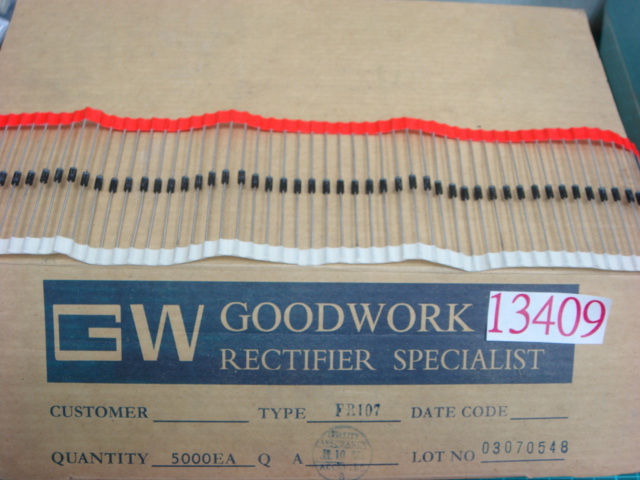 GW GOODWORK 13409
RECTIFIER SPECIALIST
CUSTOMER TYPE FR107 DATE CODE
QUANTITY 5000EA Q A LOT NO 03070548